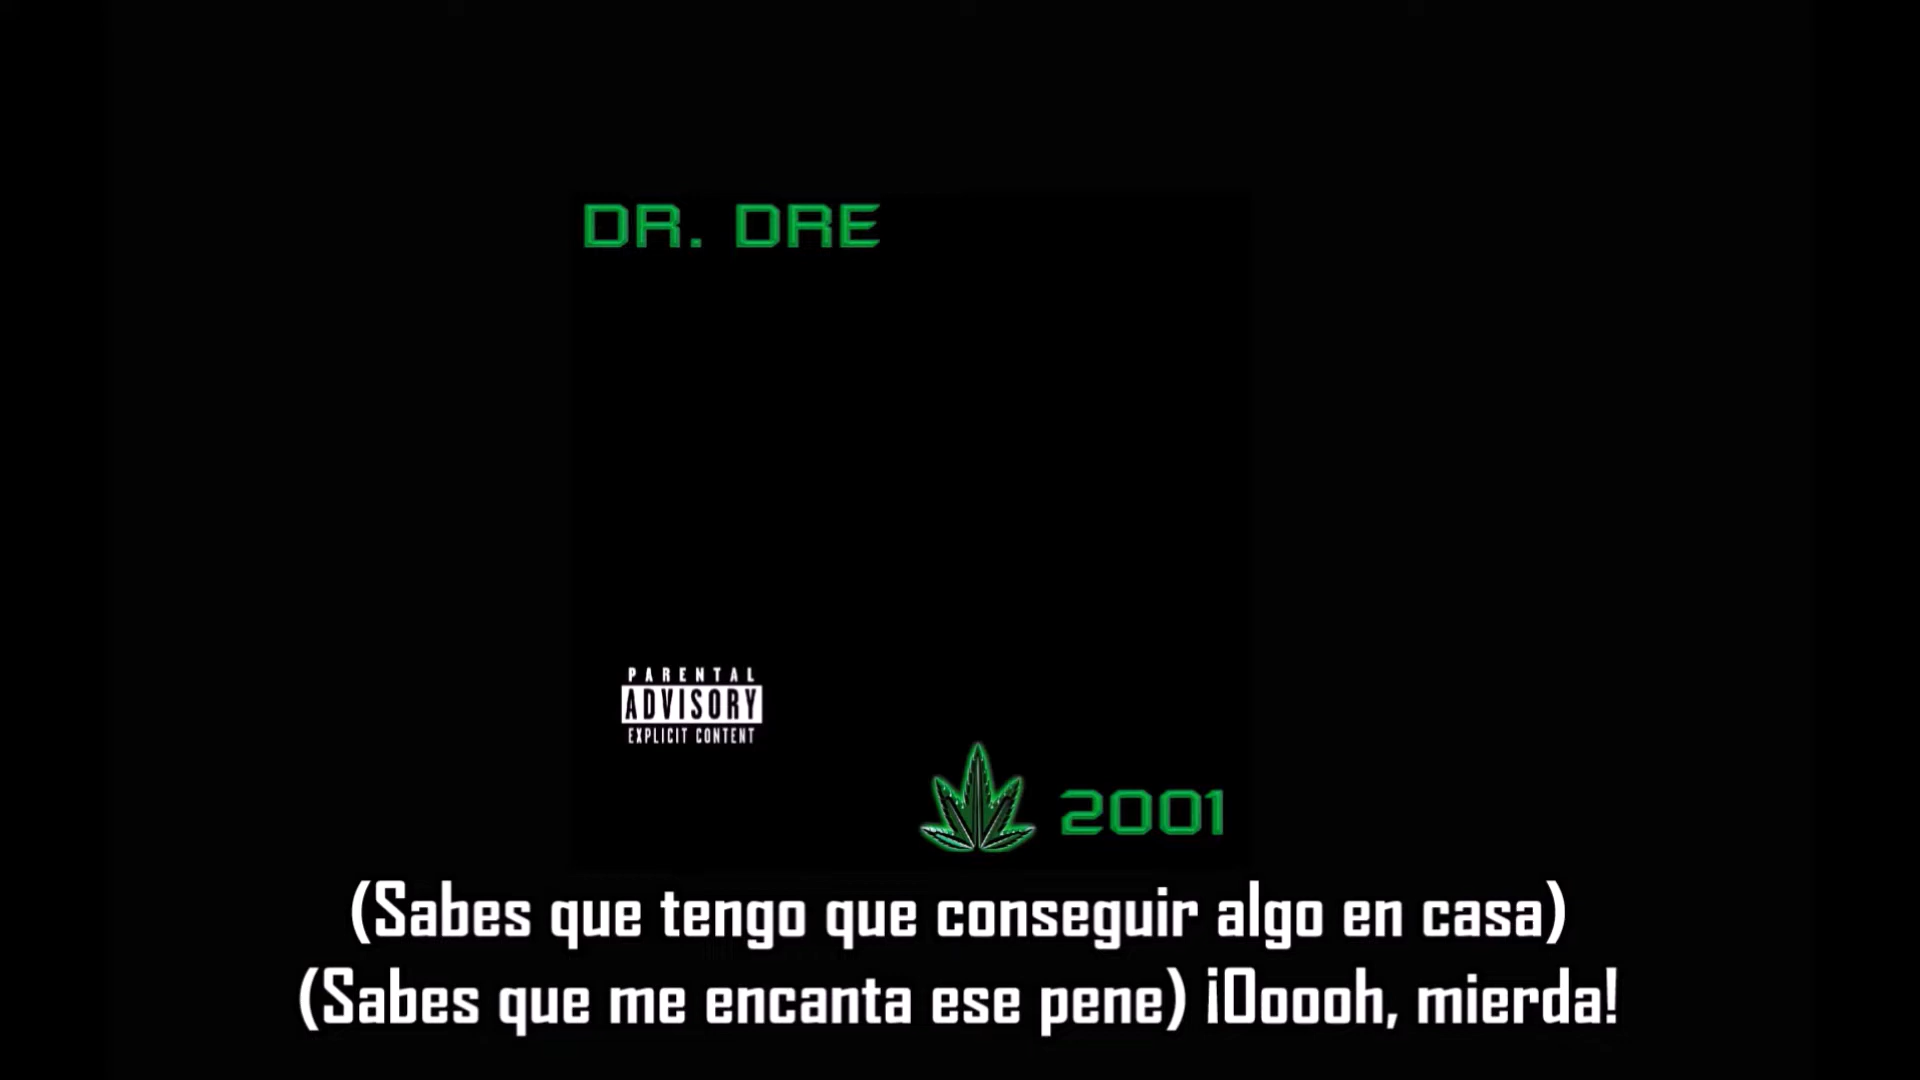 DR. DRE
PARENTAL
ADVISORY
EXPLICIT CONTENT
2001
(Sabes que tengo que conseguir algo en casa)
(Sabes que me encanta ese pene) ¡Ooooh, mierda!